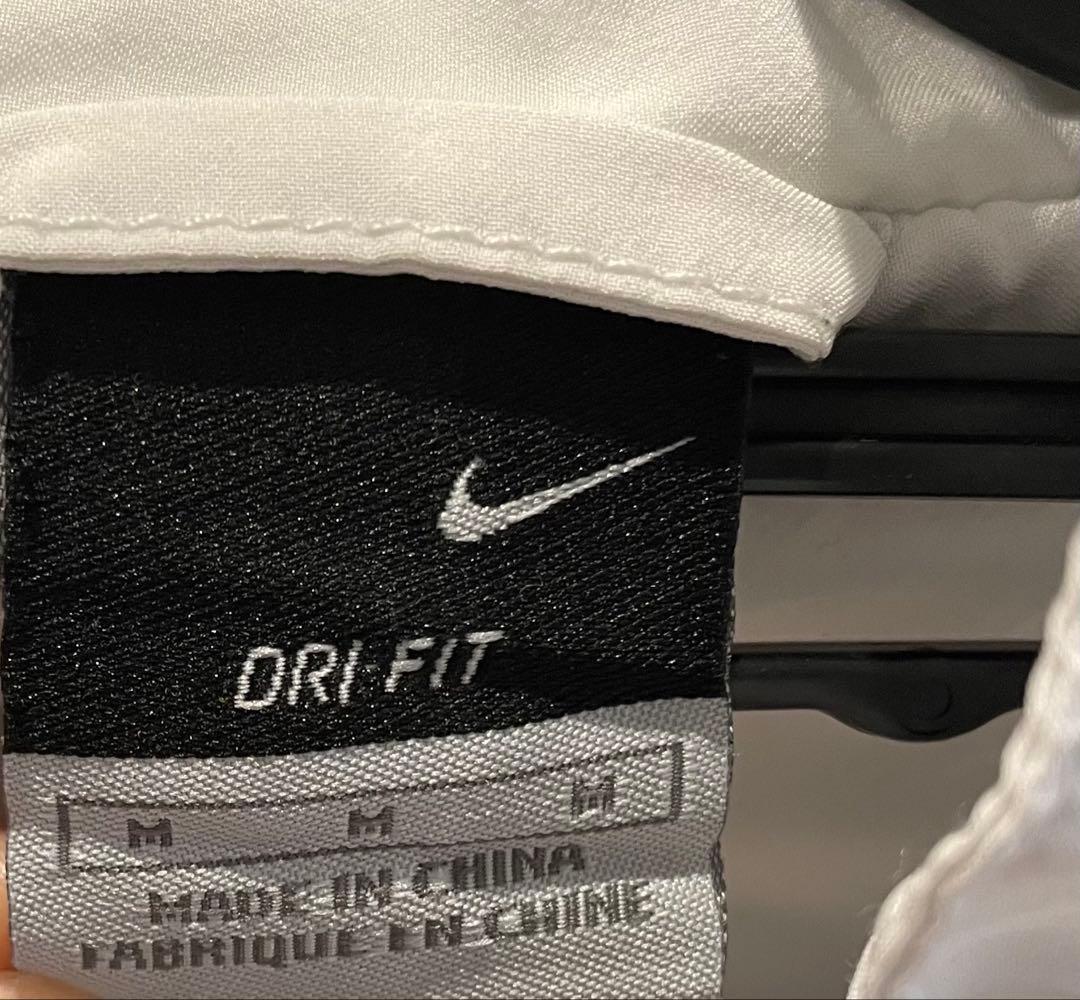 DRI-FIT
M M M
MADE IN CHINA
FABRIQUE EN CHINE